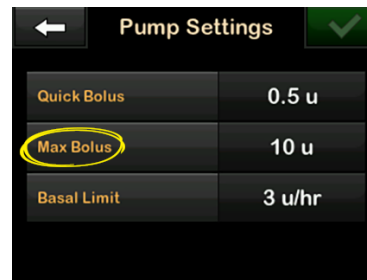 Pump Settings
Quick Bolus 0.5 u
Max Bolus 10 u
Basal Limit 3 u/hr